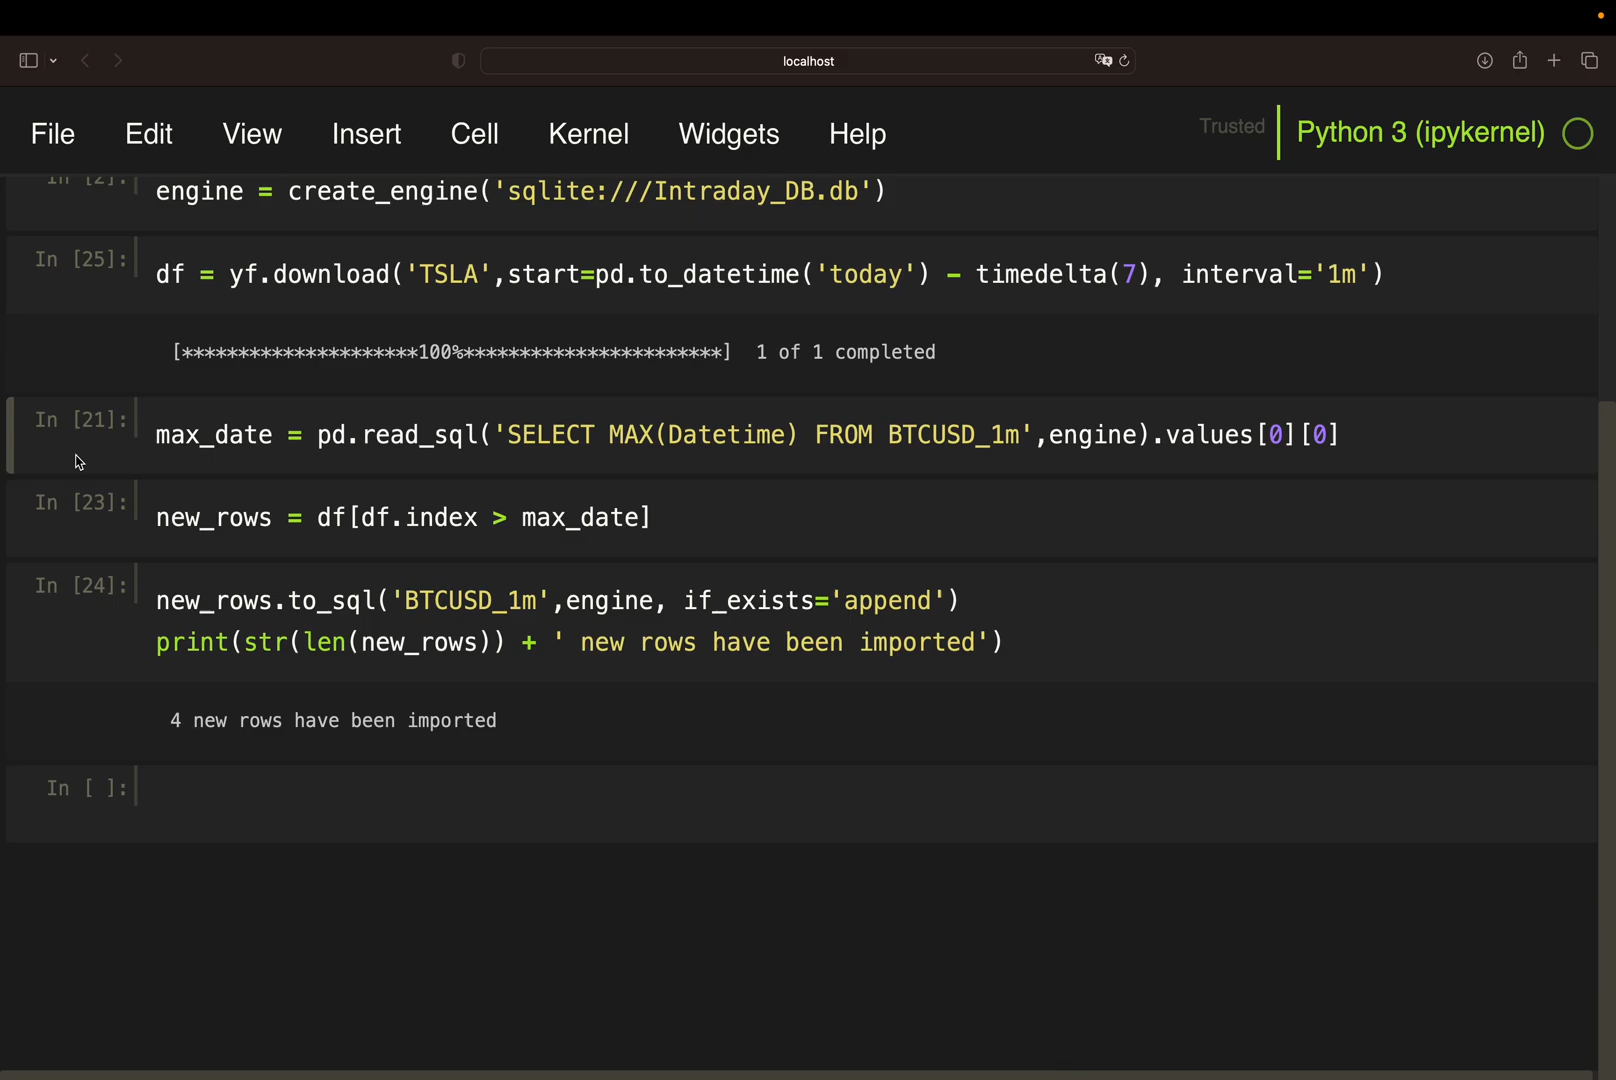 localhost
File Edit View Insert Cell Kernel Widgets Help Trusted Python 3 (ipykernel)
In [2]: engine = create_engine('sqlite:///Intraday_DB.db')
In [25]: df = yf.download('TSLA',start=pd.to_datetime('today') - timedelta(7), interval='1m')
[*********************100%***********************] 1 of 1 completed
In [21]: max_date = pd.read_sql('SELECT MAX(Datetime) FROM BTCUSD_1m',engine).values[0][0]
In [23]: new_rows = df[df.index > max_date]
In [24]: new_rows.to_sql('BTCUSD_1m',engine, if_exists='append')
print(str(len(new_rows)) + ' new rows have been imported')
4 new rows have been imported
In [ ]: